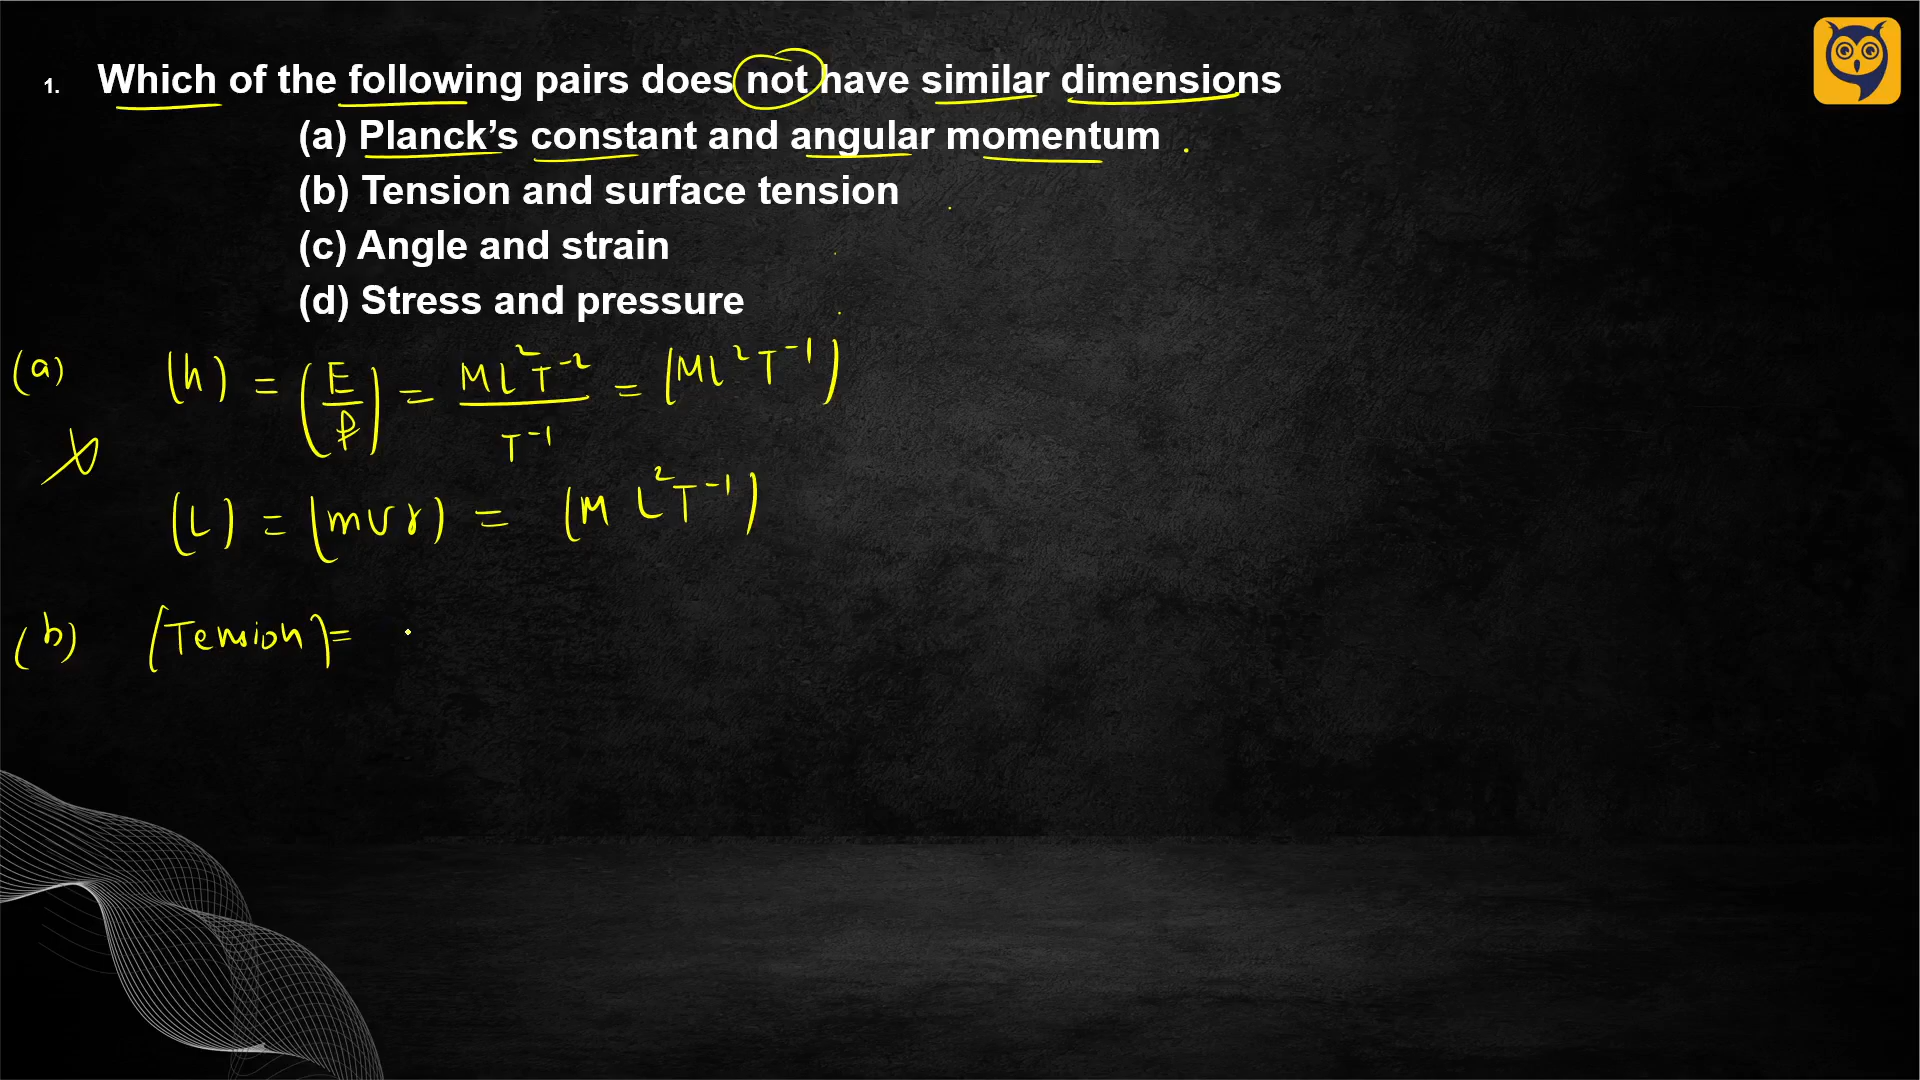 1. Which of the following pairs does not have similar dimensions
(a) Planck’s constant and angular momentum
(b) Tension and surface tension
(c) Angle and strain
(d) Stress and pressure
(a) (h) = (E/f) = ML²T⁻²/T⁻¹ = (ML²T⁻¹)
(L) = (mvr) = (ML²T⁻¹)
(b) [Tension] =